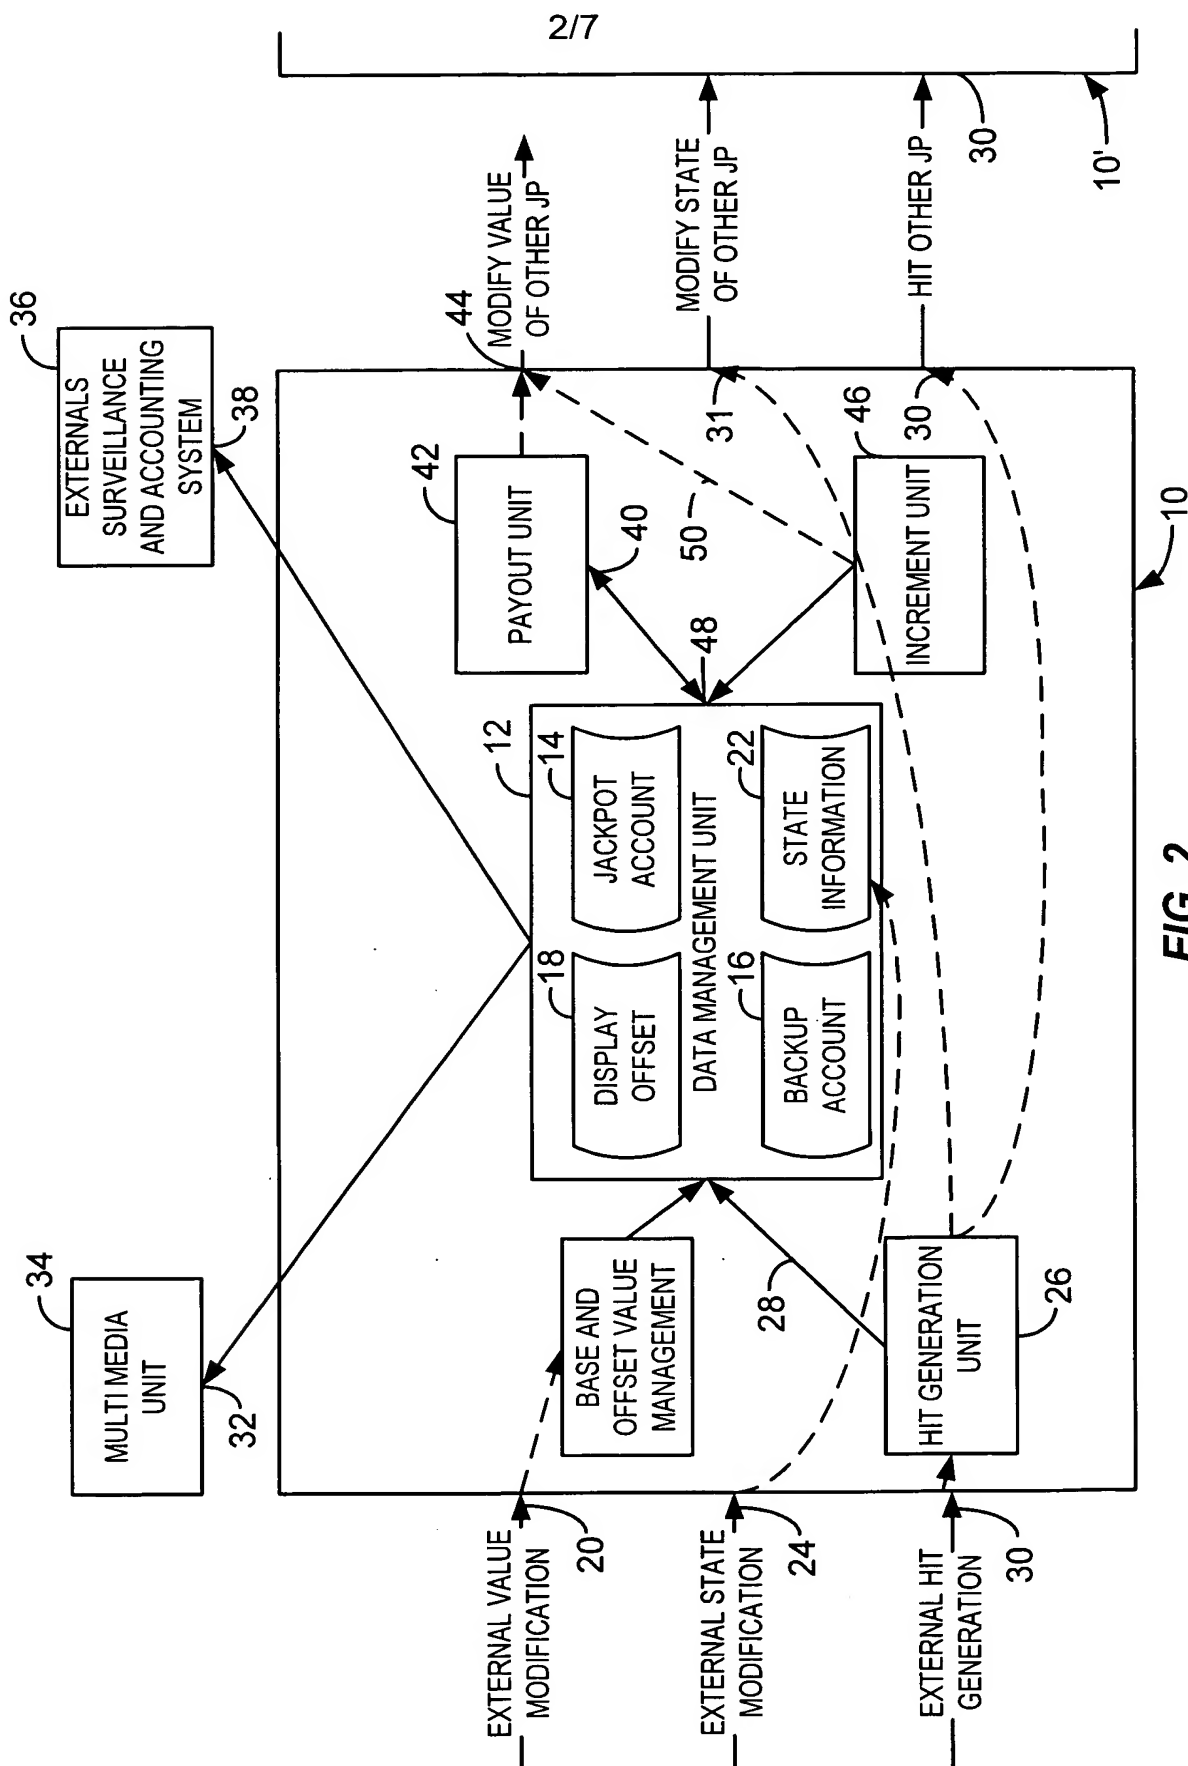 2/7
36
EXTERNALS
SURVEILLANCE
AND ACCOUNTING
SYSTEM
38
34
MULTI MEDIA
UNIT
32
EXTERNAL VALUE
MODIFICATION
20
EXTERNAL STATE
MODIFICATION
24
EXTERNAL HIT
GENERATION
30
BASE AND
OFFSET VALUE
MANAGEMENT
28
HIT GENERATION
UNIT
26
12
18
DISPLAY
OFFSET
14
JACKPOT
ACCOUNT
DATA MANAGEMENT UNIT
16
BACKUP
ACCOUNT
22
STATE
INFORMATION
48
42
PAYOUT UNIT
40
50
46
INCREMENT UNIT
44
MODIFY VALUE
OF OTHER JP
31
MODIFY STATE
OF OTHER JP
30
HIT OTHER JP
30
10'
10
FIG. 2